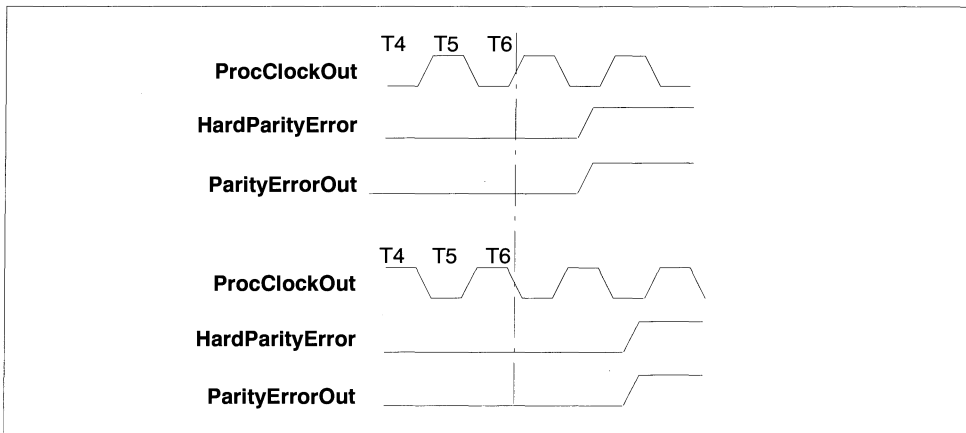 T4 T5 T6
ProcClockOut
HardParityError
ParityErrorOut
T4 T5 T6
ProcClockOut
HardParityError
ParityErrorOut